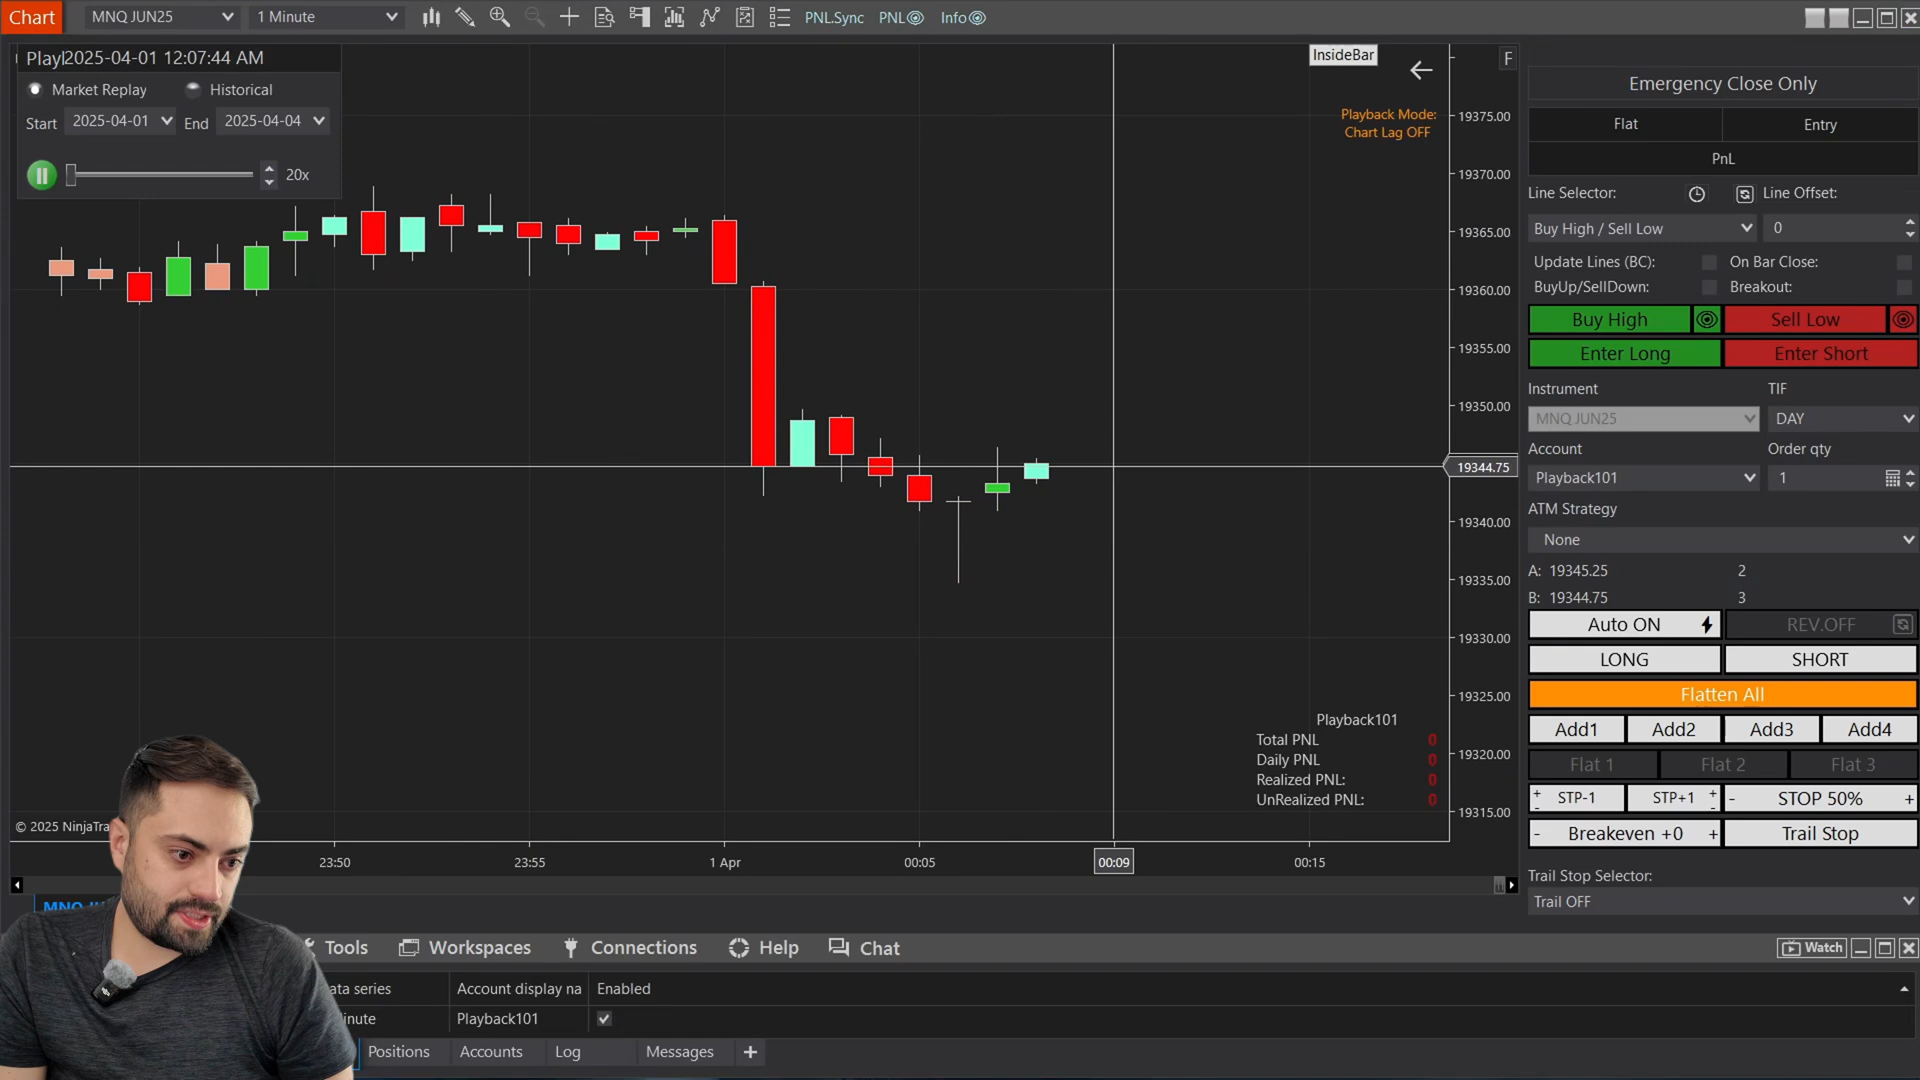 Chart
MNQ JUN25
1 Minute
PNL.Sync
PNL
Info
Playl2025-04-01 12:07:44 AM
Market Replay
Historical
Start
2025-04-01
End
2025-04-04
20x
InsideBar
F
Playback Mode:
Chart Lag OFF
19375.00
19370.00
19365.00
19360.00
19355.00
19350.00
19344.75
19340.00
19335.00
19330.00
19325.00
19320.00
19315.00
Playback101
Total PNL 0
Daily PNL 0
Realized PNL: 0
UnRealized PNL: 0
© 2025 NinjaTra
23:50
23:55
1 Apr
00:05
00:09
00:15
Emergency Close Only
Flat
Entry
PnL
Line Selector:
Line Offset:
Buy High / Sell Low
0
Update Lines (BC):
On Bar Close:
BuyUp/SellDown:
Breakout:
Buy High
Sell Low
Enter Long
Enter Short
Instrument
TIF
MNQ JUN25
DAY
Account
Order qty
Playback101
1
ATM Strategy
None
A: 19345.25 2
B: 19344.75 3
Auto ON
REV.OFF
LONG
SHORT
Flatten All
Add1
Add2
Add3
Add4
Flat 1
Flat 2
Flat 3
+ - STP-1
STP+1 + -
- STOP 50% +
- Breakeven +0 +
Trail Stop
Trail Stop Selector:
Trail OFF
MNQ
Tools
Workspaces
Connections
Help
Chat
Watch
ata series
Account display na
Enabled
inute
Playback101
Positions
Accounts
Log
Messages
+